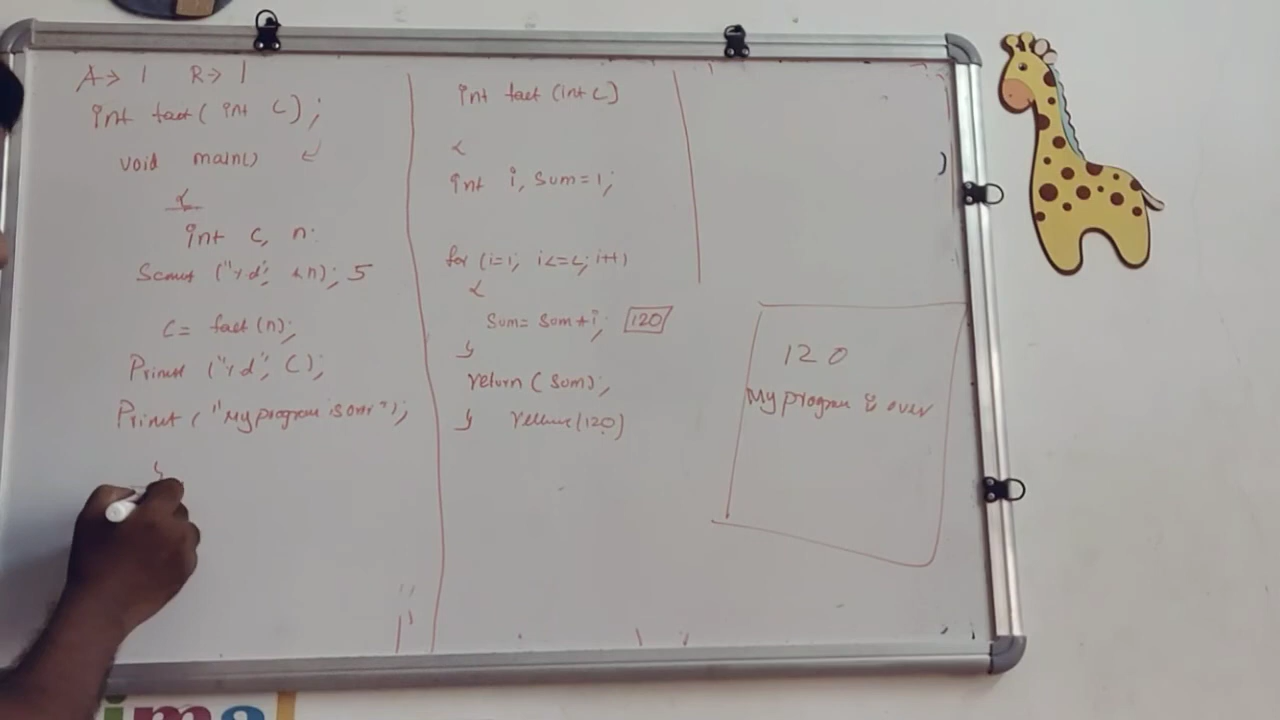 A→ 1 R→ 1
int fact( int c);
void main()
{
int c, n;
Scanf ("%d", &n); 5
C= fact(n);
Printf ("%d", C);
Printf ( "My program is over");
}
int fact (int c)
{
int i, Sum=1;
for (i=1; i<=c; i++)
{
Sum= Sum*i; 120
}
return (Sum);
} return(120)
120
My program is over
ima